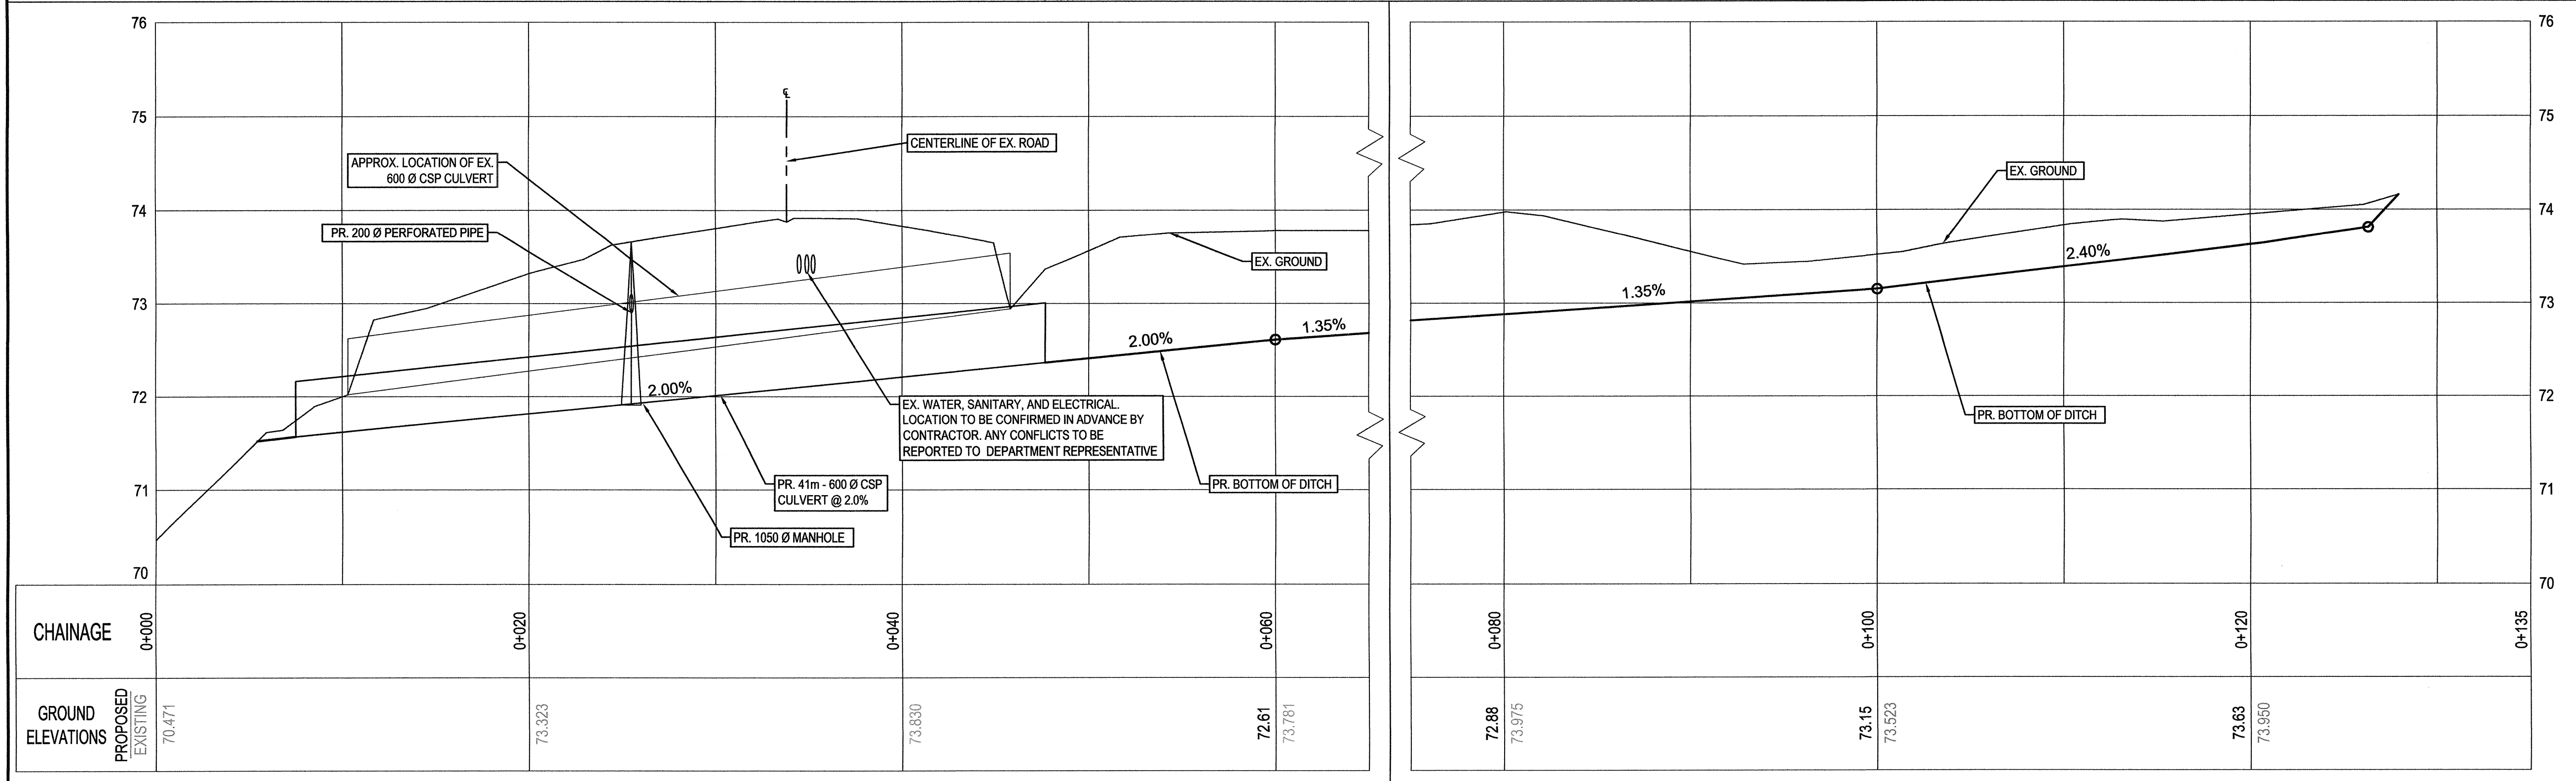 76
75
74
73
72
71
70
℄
CENTERLINE OF EX. ROAD
APPROX. LOCATION OF EX.
600 Ø CSP CULVERT
PR. 200 Ø PERFORATED PIPE
EX. GROUND
2.00%
2.00%
1.35%
EX. WATER, SANITARY, AND ELECTRICAL.
LOCATION TO BE CONFIRMED IN ADVANCE BY
CONTRACTOR. ANY CONFLICTS TO BE
REPORTED TO DEPARTMENT REPRESENTATIVE
PR. 41m - 600 Ø CSP
CULVERT @ 2.0%
PR. BOTTOM OF DITCH
PR. 1050 Ø MANHOLE
EX. GROUND
1.35%
2.40%
PR. BOTTOM OF DITCH
76
75
74
73
72
71
70
CHAINAGE
0+000
0+020
0+040
0+060
0+080
0+100
0+120
0+135
GROUND
ELEVATIONS
PROPOSED
EXISTING
70.471
73.323
73.830
72.61
73.781
72.88
73.975
73.15
73.523
73.63
73.950